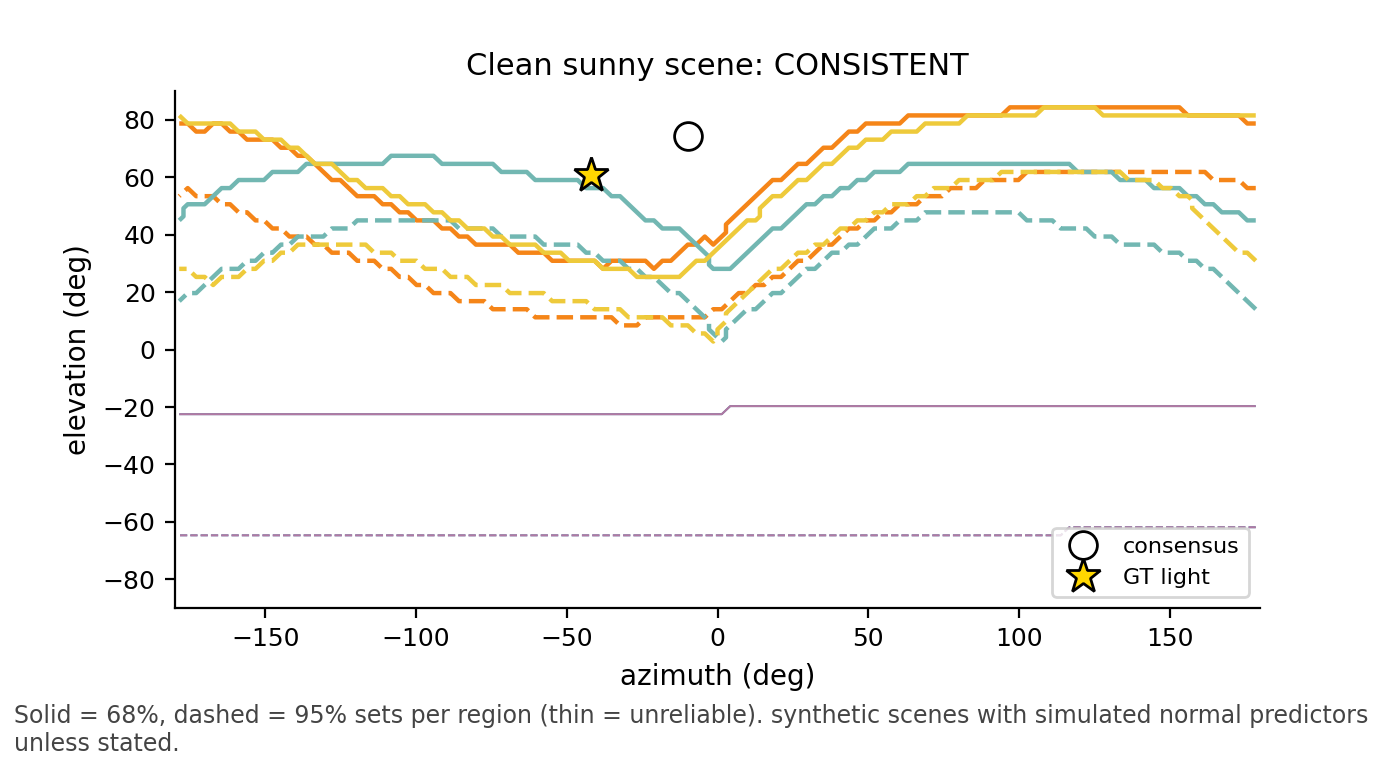 Clean sunny scene: CONSISTENT
80
60
40
20
0
−20
−40
−60
−80
elevation (deg)
consensus
GT light
−150
−100
−50
0
50
100
150
azimuth (deg)
Solid = 68%, dashed = 95% sets per region (thin = unreliable). synthetic scenes with simulated normal predictors
unless stated.